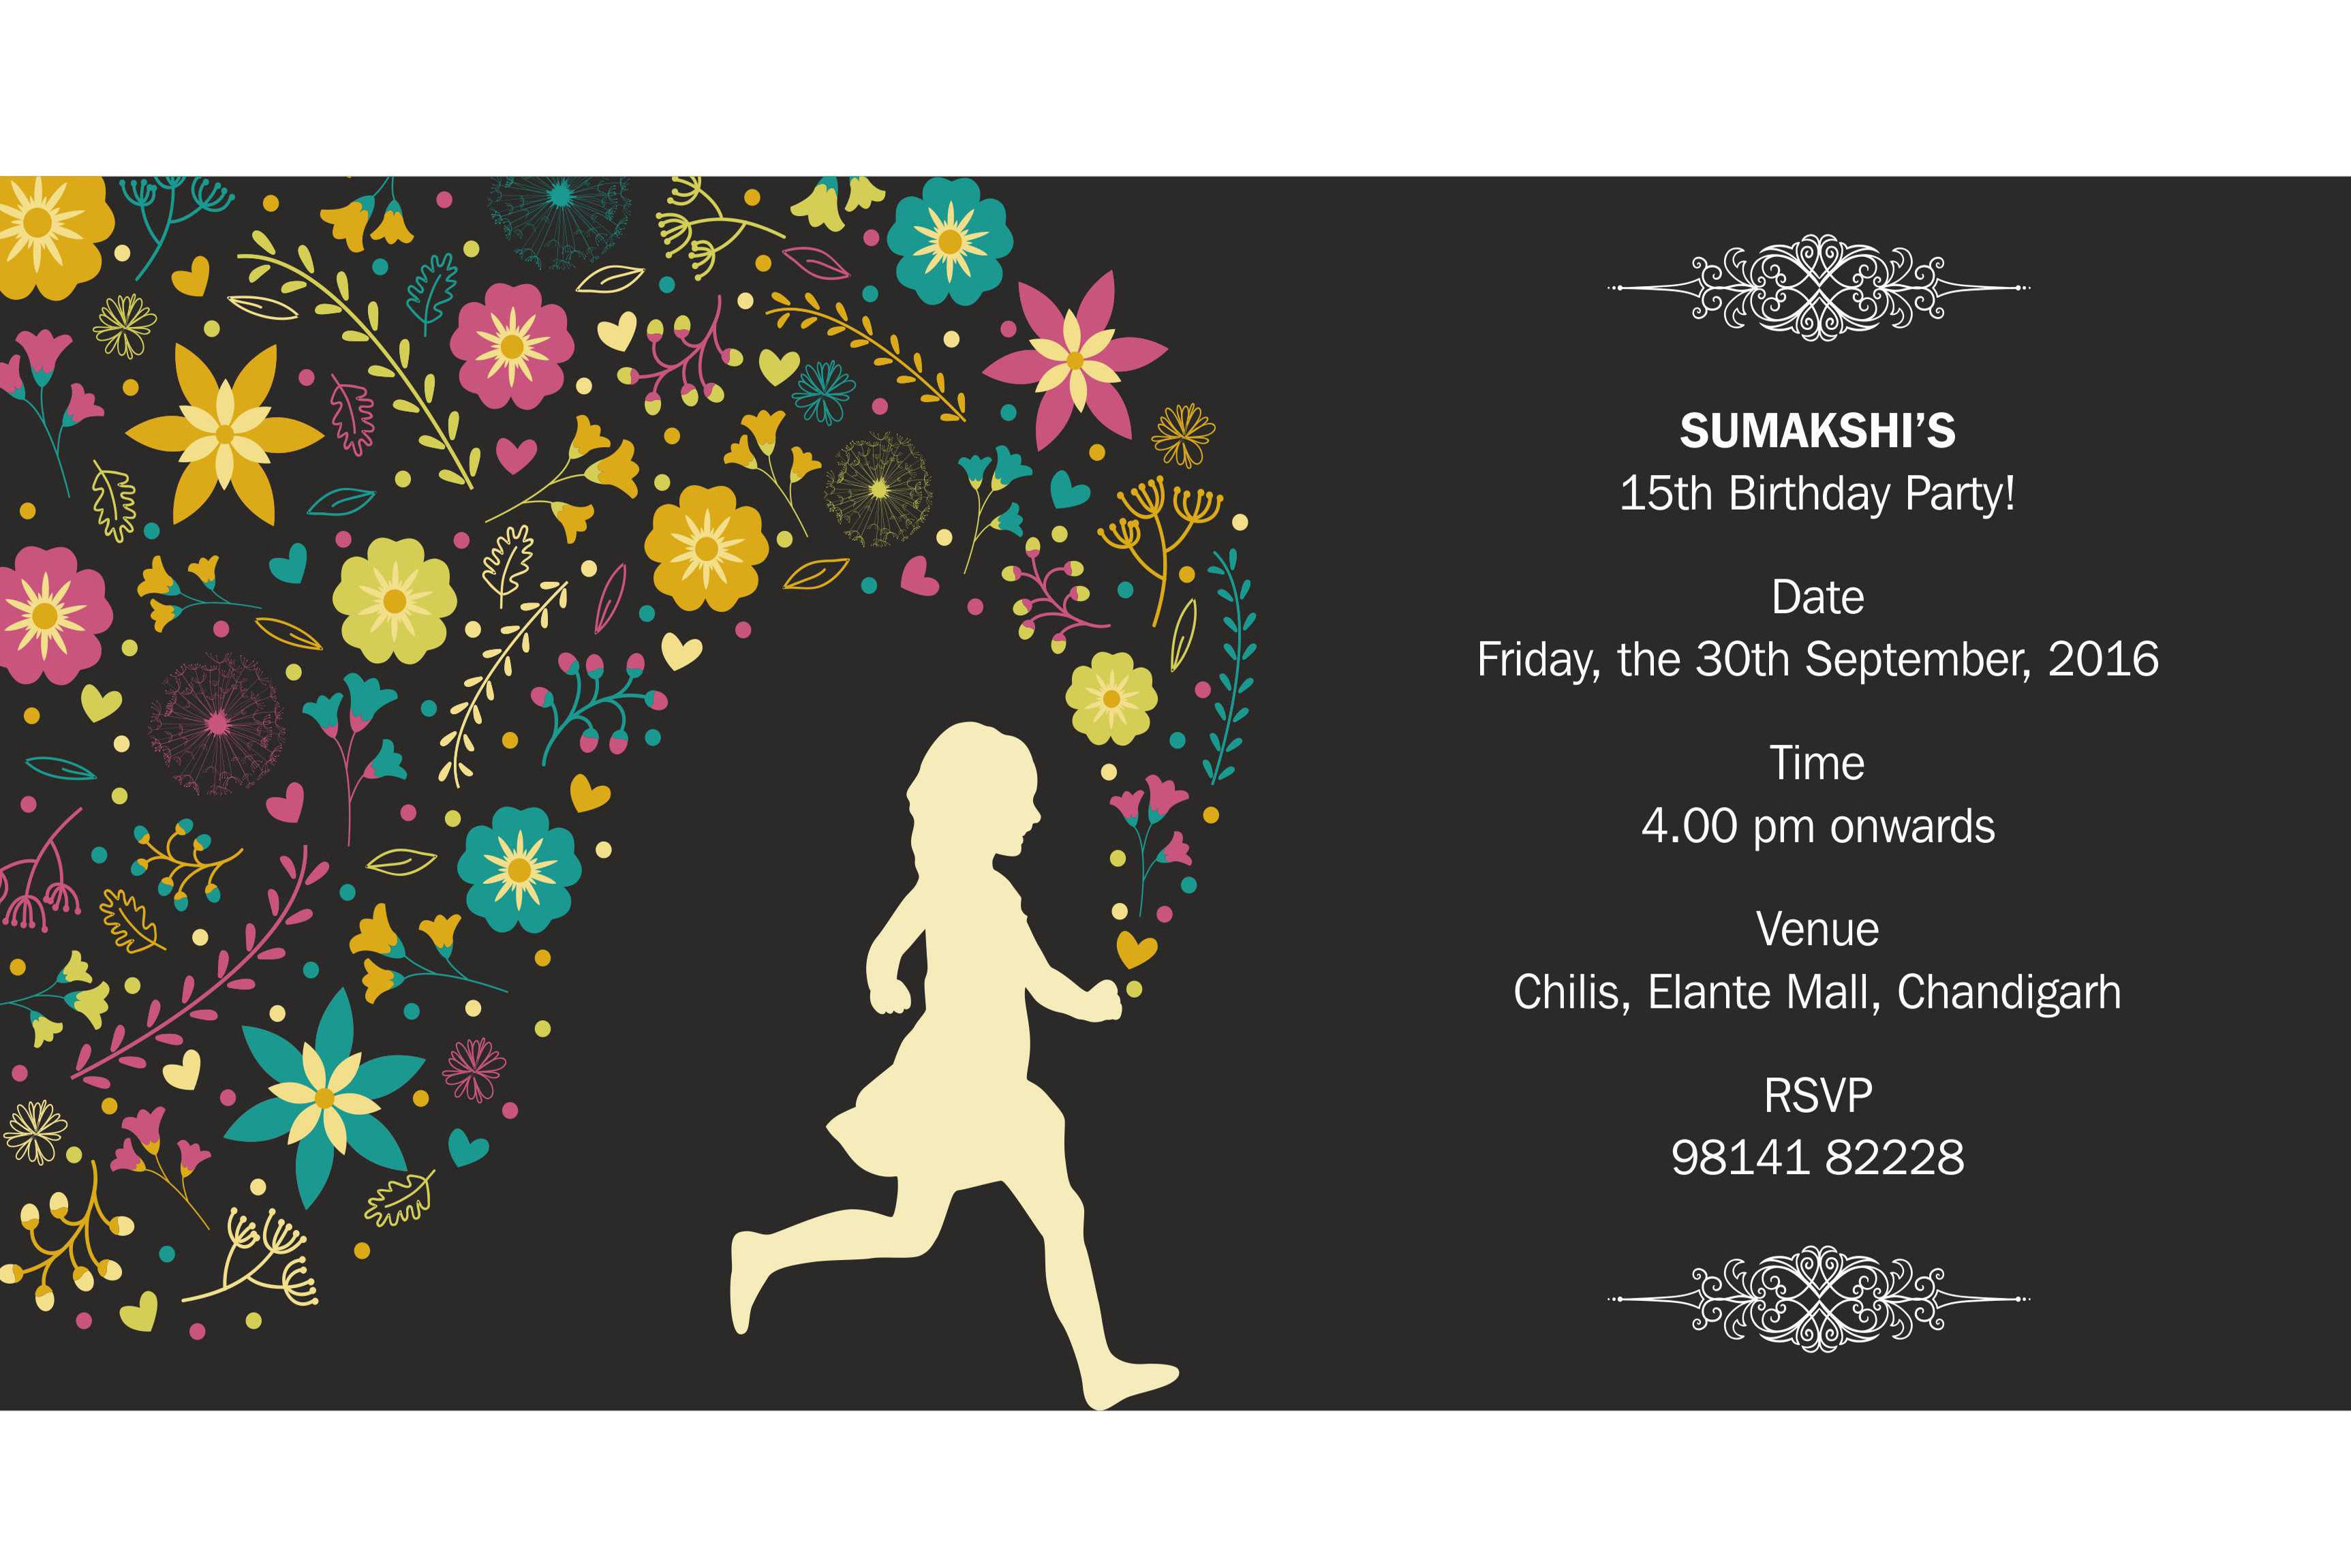 SUMAKSHI’S
15th Birthday Party!
Date
Friday, the 30th September, 2016
Time
4.00 pm onwards
Venue
Chilis, Elante Mall, Chandigarh
RSVP
98141 82228